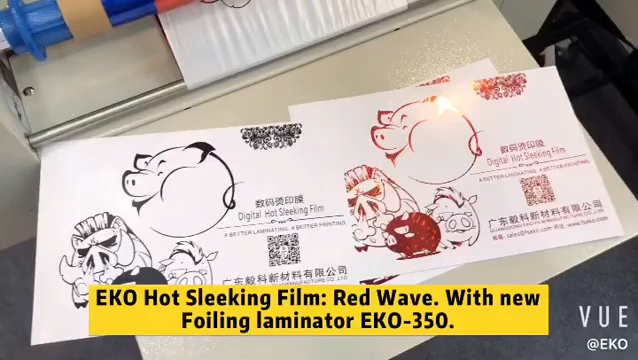 数码烫印膜
Digital Hot Sleeking Film
A BETTER LAMINATING, A BETTER PRINTING
广东毅科新材料有限公司
数码烫印膜
Digital Hot Sleeking Film
A BETTER LAMINATING, A BETTER PRINTING
广东毅科新材料有限公司
EKO Hot Sleeking Film: Red Wave. With new
Foiling laminator EKO-350.
VUE
@EKO